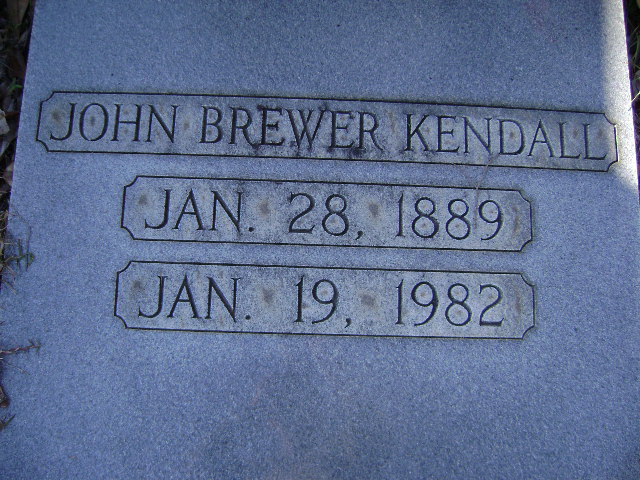 JOHN BREWER KENDALL
JAN. 28, 1889
JAN. 19, 1982